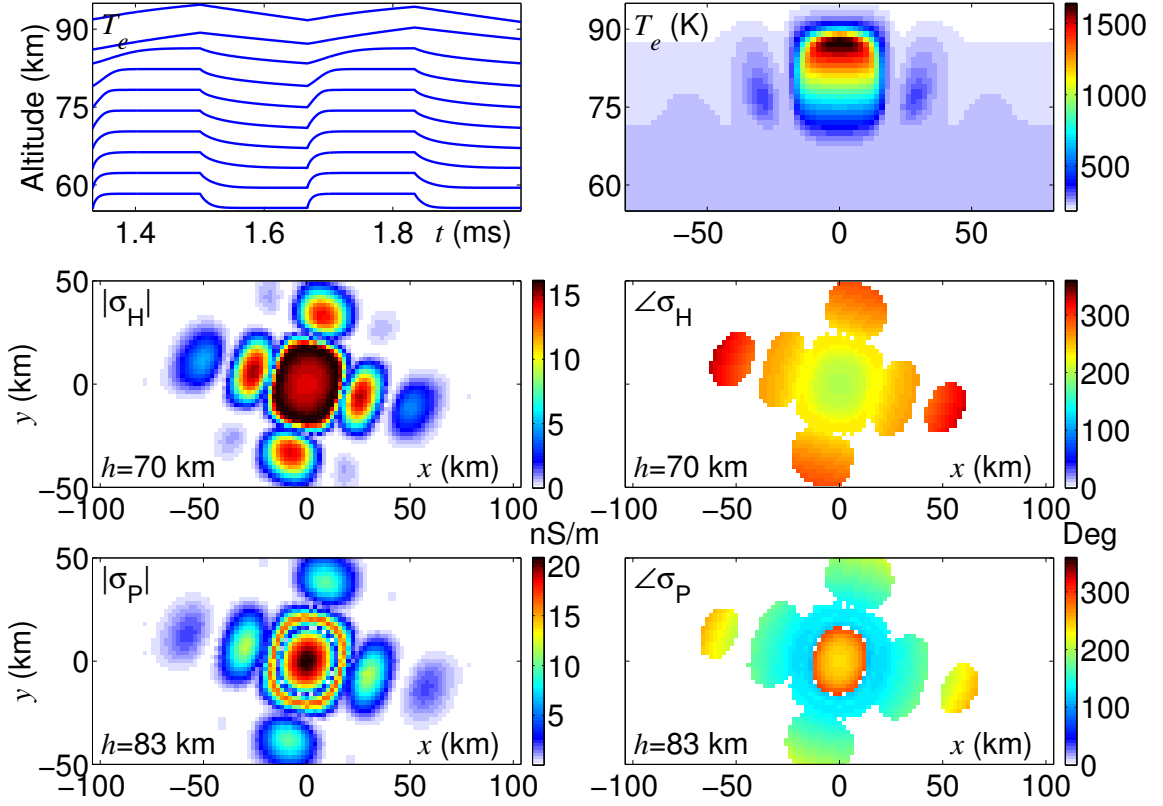 T_e
Altitude (km)
90
75
60
1.4 1.6 1.8 t (ms)
T_e (K)
90
75
60
−50 0 50
1500
1000
500
|σ_H|
y (km)
50
0
−50
h=70 km x (km)
−100 −50 0 50 100
15
10
5
0
∠σ_H
h=70 km x (km)
−100 −50 0 50 100
300
200
100
0
nS/m
Deg
|σ_P|
y (km)
50
0
−50
h=83 km x (km)
−100 −50 0 50 100
20
15
10
5
∠σ_P
h=83 km x (km)
−100 −50 0 50 100
300
200
100
0